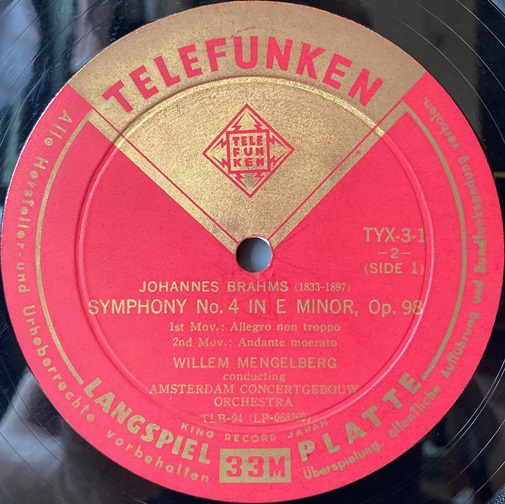 TELEFUNKEN
TELE
FUN
KEN
TYX-3-1
-2-
(SIDE 1)
JOHANNES BRAHMS (1833-1897)
SYMPHONY No. 4 IN E MINOR, Op. 98
1st Mov.: Allegro non troppo
2nd Mov.: Andante moerato
WILLEM MENGELBERG
conducting
AMSTERDAM CONCERTGEBOUW
ORCHESTRA
TLB-94
KING RECORD JAPAN
LANGSPIEL 33M PLATTE
Alle Hersteller- und Urheberrechte vorbehalten
Überspielung, öffentliche Aufführung und Rundfunksendung verboten